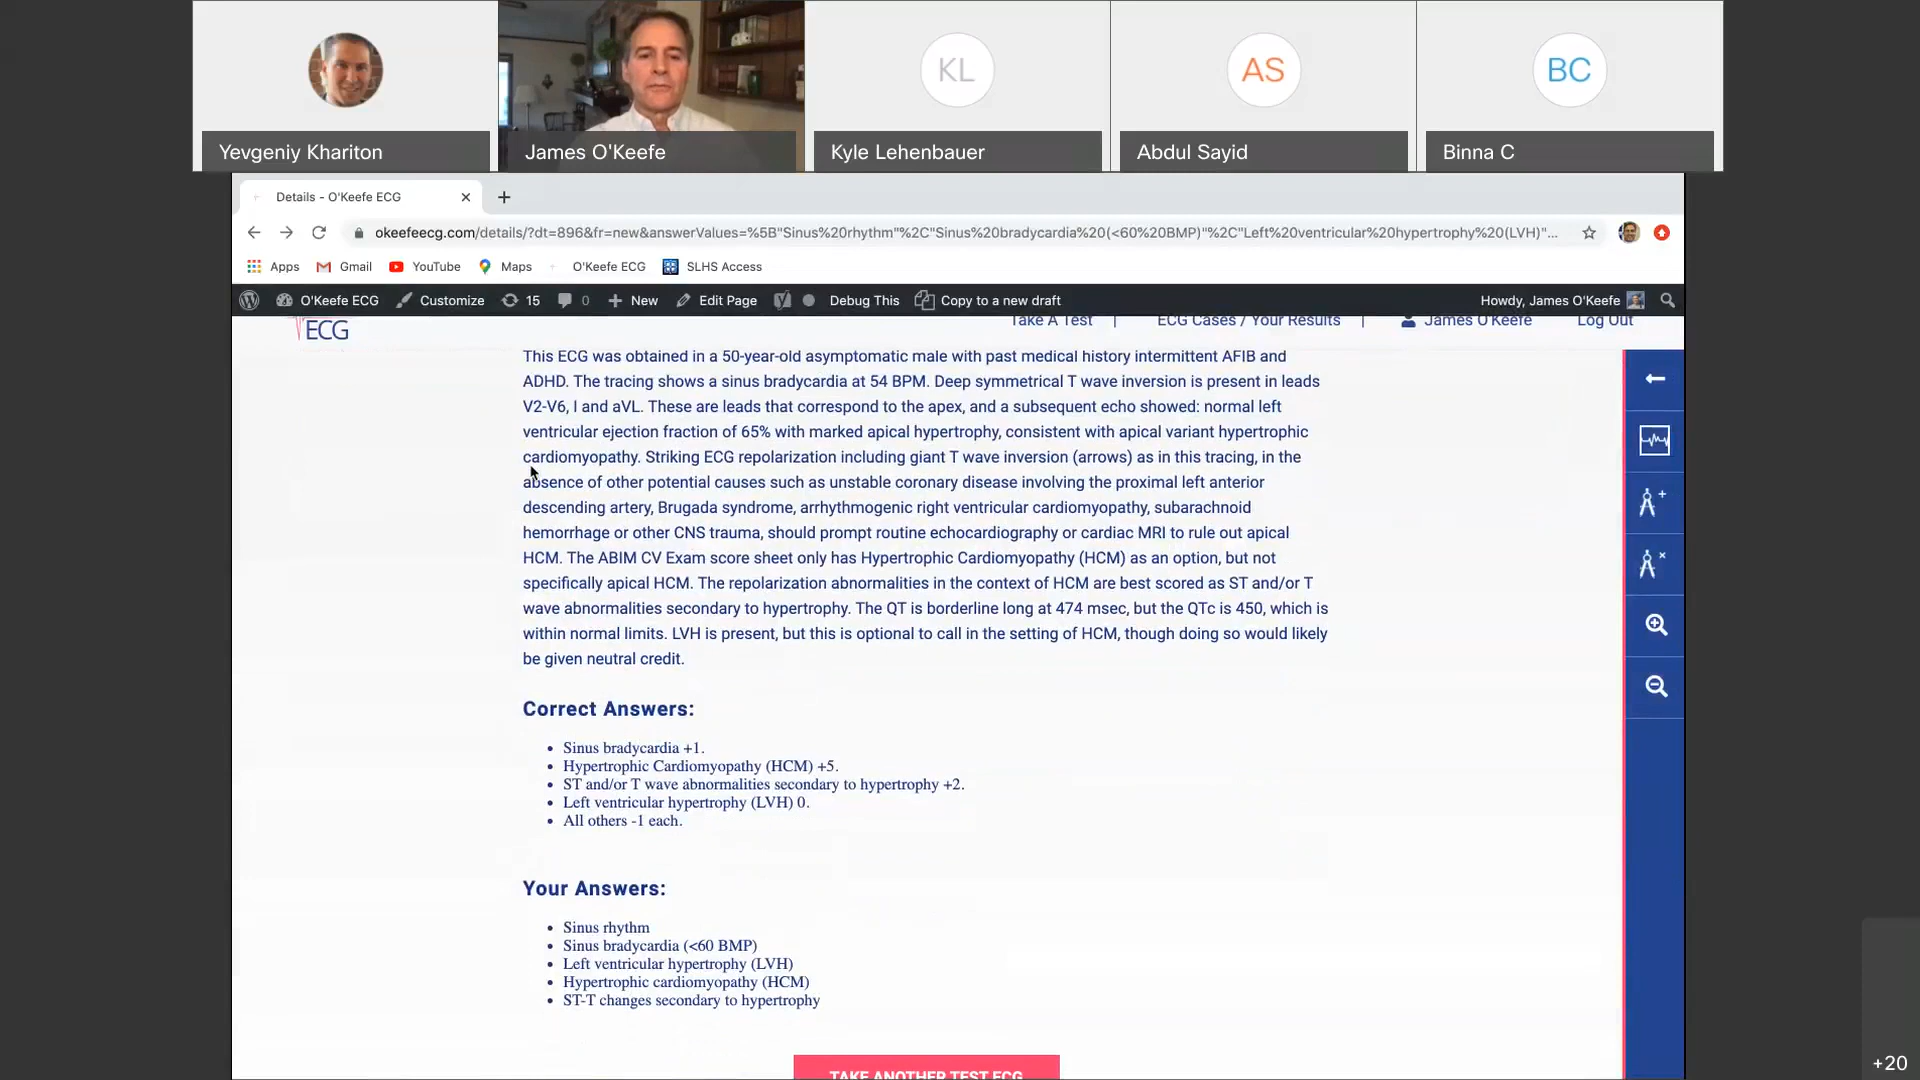 KL
AS
BC
Yevgeniy Khariton
James O'Keefe
Kyle Lehenbauer
Abdul Sayid
Binna C
Details - O'Keefe ECG
okeefeecg.com/details/?dt=896&fr=new&answerValues=%5B"Sinus%20rhythm"%2C"Sinus%20bradycardia%20(<60%20BMP)"%2C"Left%20ventricular%20hypertrophy%20(LVH)"...
Apps Gmail YouTube Maps O'Keefe ECG SLHS Access
O'Keefe ECG Customize 15 0 New Edit Page Debug This Copy to a new draft Howdy, James O'Keefe
ECG Take A Test | ECG Cases / Your Results | James O'Keefe Log Out
This ECG was obtained in a 50-year-old asymptomatic male with past medical history intermittent AFIB and
ADHD. The tracing shows a sinus bradycardia at 54 BPM. Deep symmetrical T wave inversion is present in leads
V2-V6, I and aVL. These are leads that correspond to the apex, and a subsequent echo showed: normal left
ventricular ejection fraction of 65% with marked apical hypertrophy, consistent with apical variant hypertrophic
cardiomyopathy. Striking ECG repolarization including giant T wave inversion (arrows) as in this tracing, in the
absence of other potential causes such as unstable coronary disease involving the proximal left anterior
descending artery, Brugada syndrome, arrhythmogenic right ventricular cardiomyopathy, subarachnoid
hemorrhage or other CNS trauma, should prompt routine echocardiography or cardiac MRI to rule out apical
HCM. The ABIM CV Exam score sheet only has Hypertrophic Cardiomyopathy (HCM) as an option, but not
specifically apical HCM. The repolarization abnormalities in the context of HCM are best scored as ST and/or T
wave abnormalities secondary to hypertrophy. The QT is borderline long at 474 msec, but the QTc is 450, which is
within normal limits. LVH is present, but this is optional to call in the setting of HCM, though doing so would likely
be given neutral credit.
Correct Answers:
• Sinus bradycardia +1.
• Hypertrophic Cardiomyopathy (HCM) +5.
• ST and/or T wave abnormalities secondary to hypertrophy +2.
• Left ventricular hypertrophy (LVH) 0.
• All others -1 each.
Your Answers:
• Sinus rhythm
• Sinus bradycardia (<60 BMP)
• Left ventricular hypertrophy (LVH)
• Hypertrophic cardiomyopathy (HCM)
• ST-T changes secondary to hypertrophy
TAKE ANOTHER TEST ECG
+20